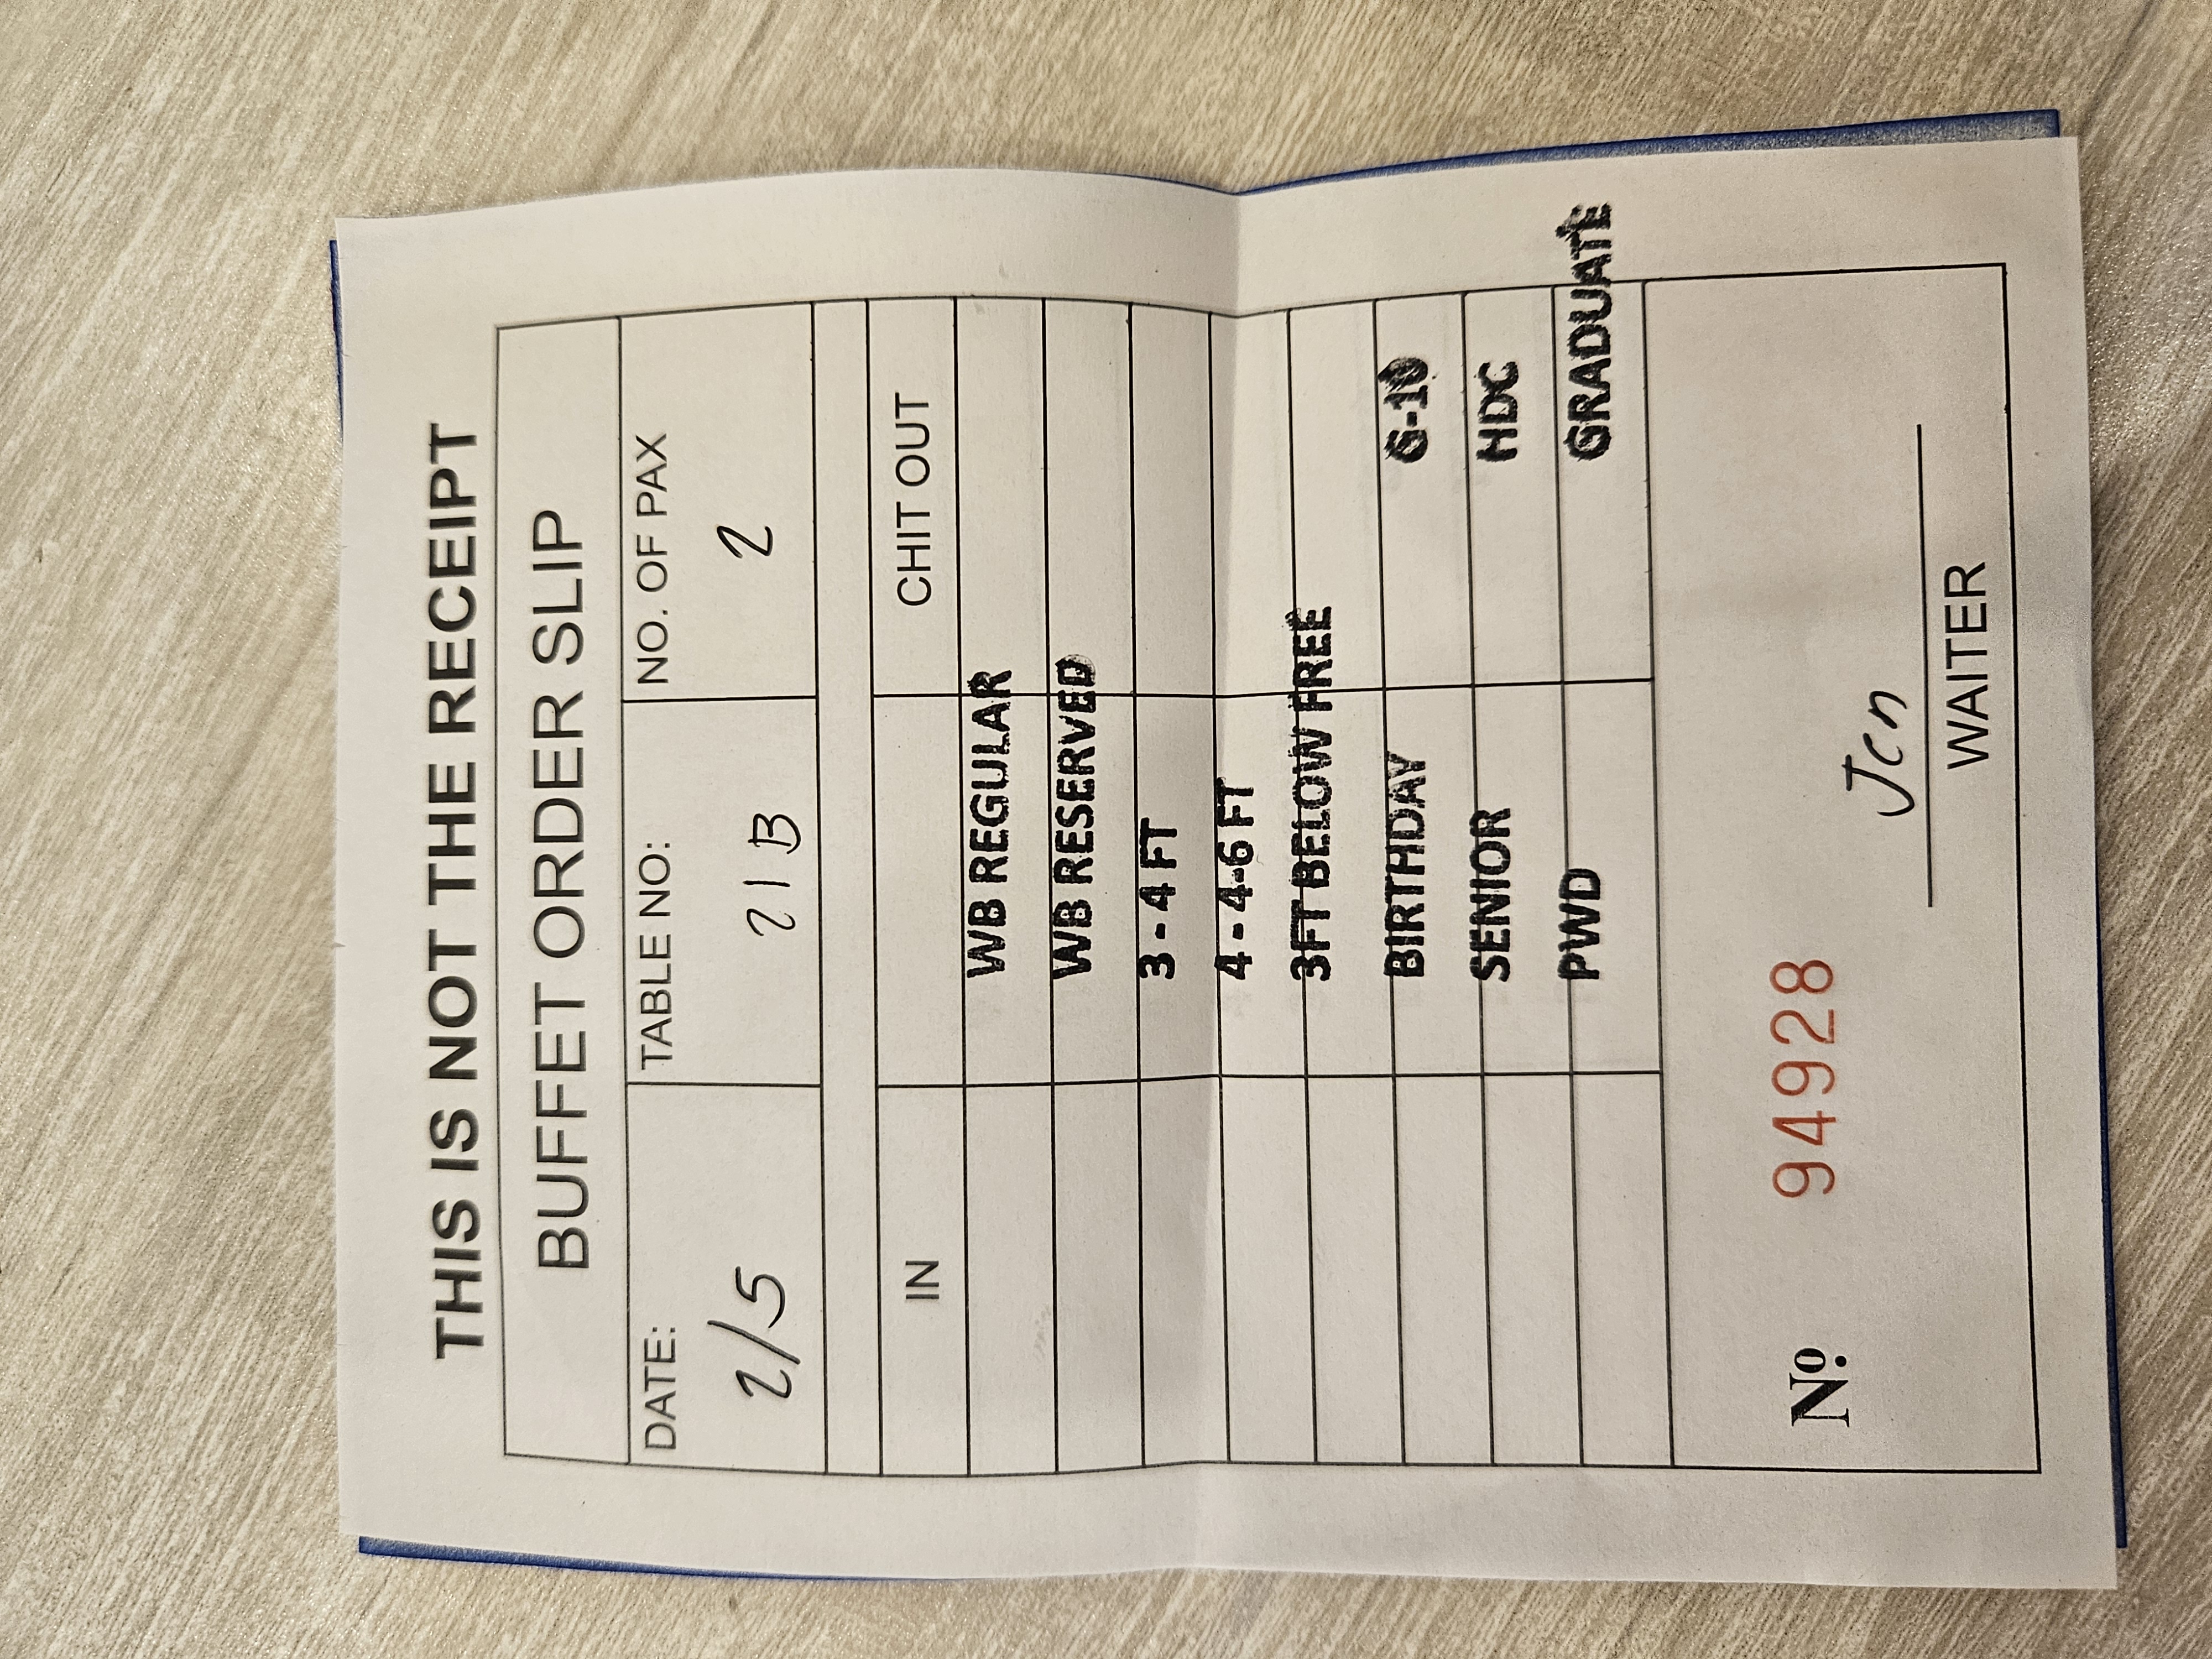 THIS IS NOT THE RECEIPT
BUFFET ORDER SLIP
DATE: TABLE NO: NO. OF PAX
2/5 21B 2
IN CHIT OUT
WB REGULAR
WB RESERVED
3 - 4 FT
4 - 4-6 FT
3FT BELOW FREE
BIRTHDAY G-10
SENIOR HDC
PWD GRADUATE
Nº 94928
Jen
WAITER